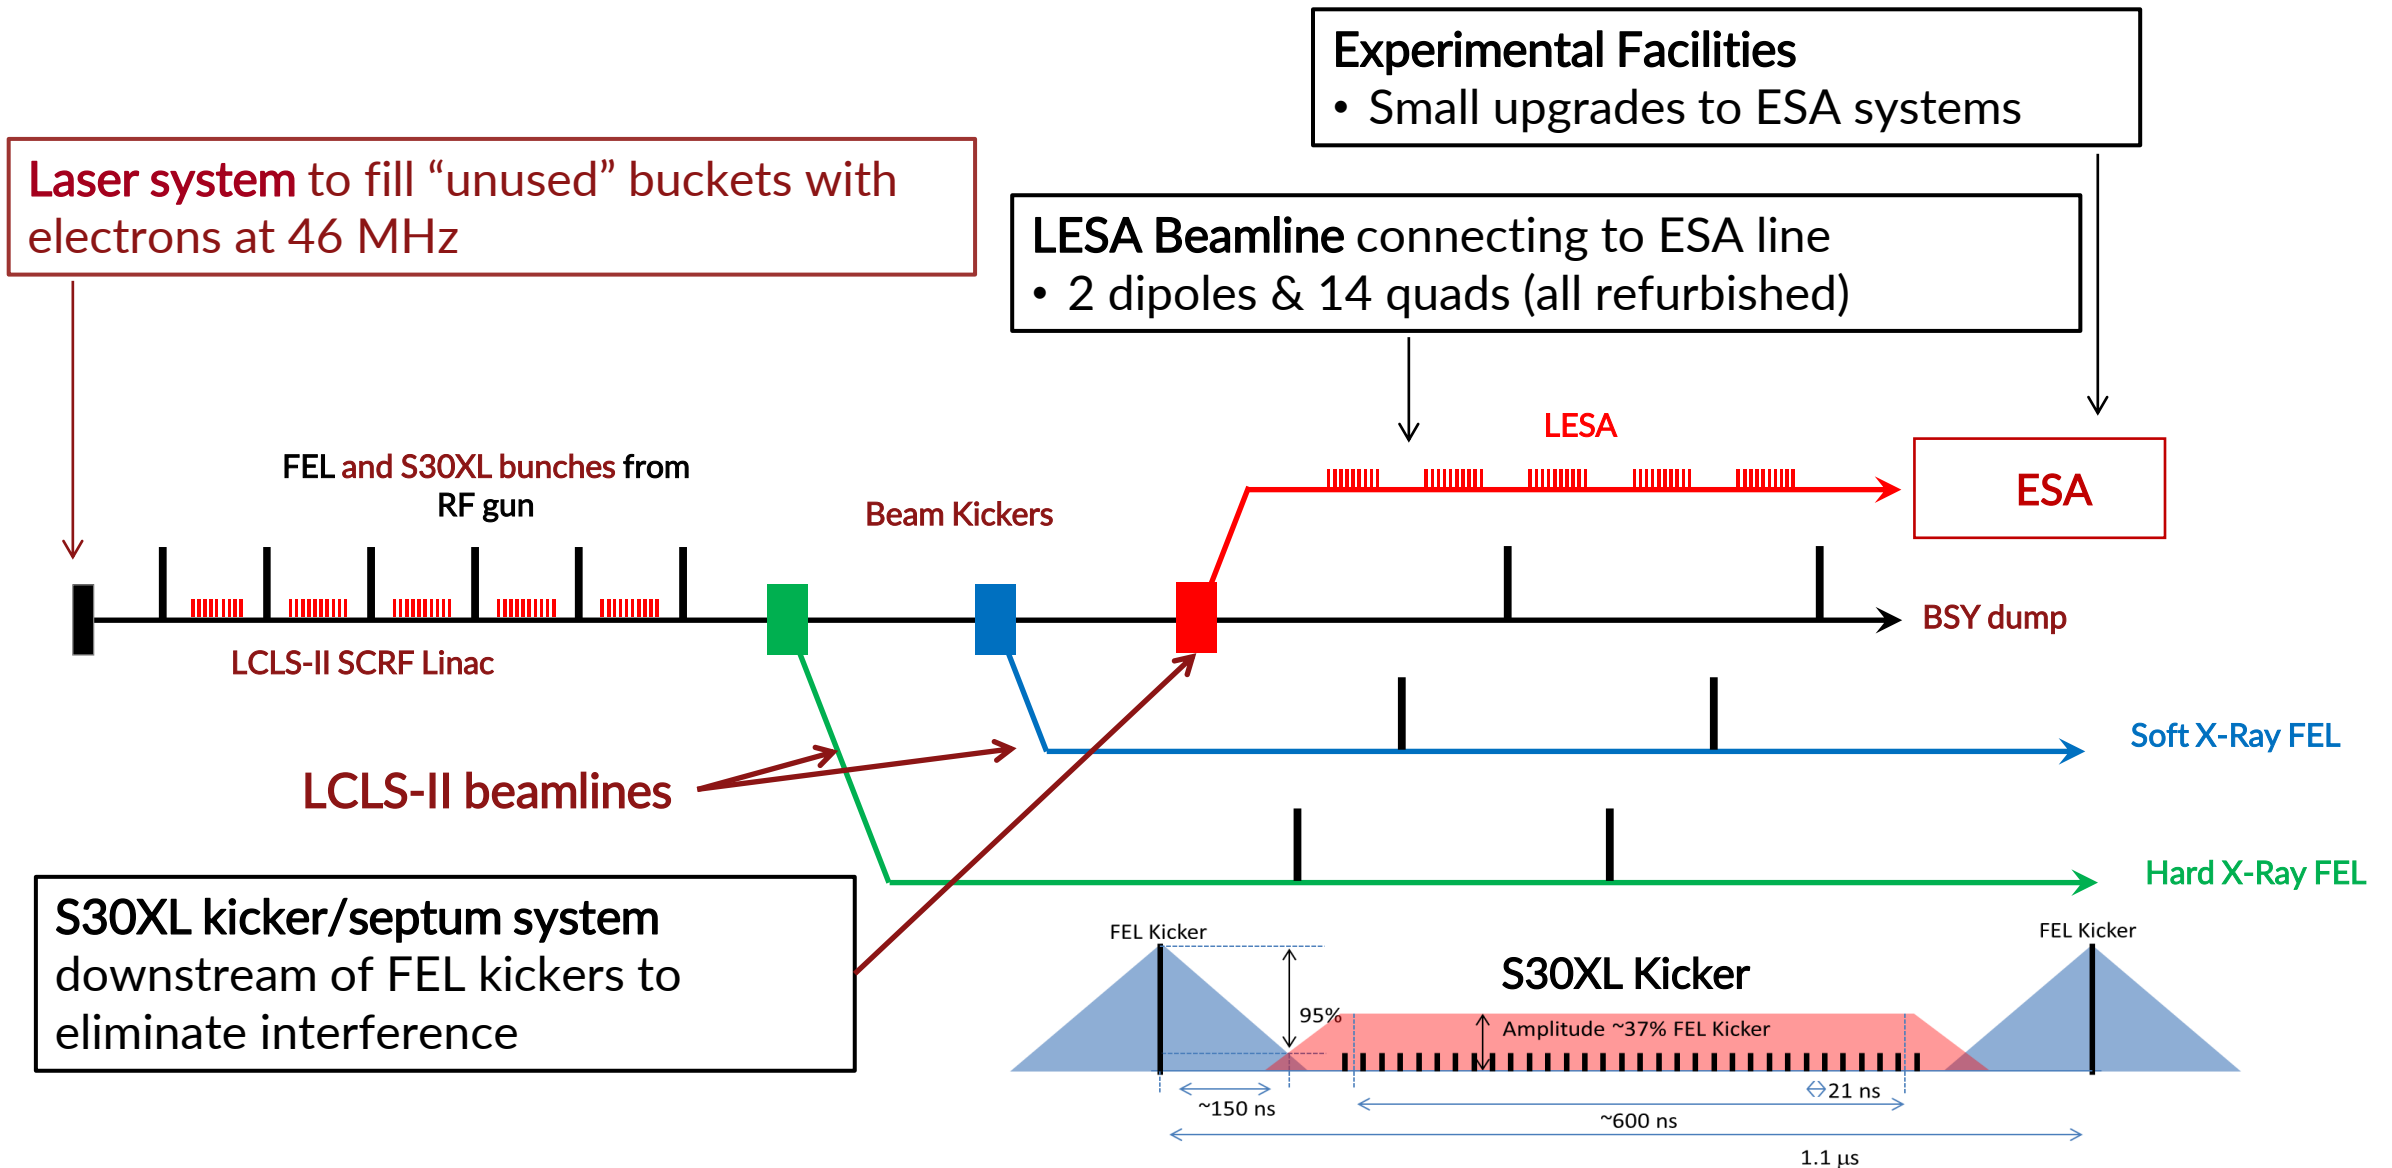 Experimental Facilities
• Small upgrades to ESA systems
Laser system to fill “unused” buckets with
electrons at 46 MHz
LESA Beamline connecting to ESA line
• 2 dipoles & 14 quads (all refurbished)
LESA
FEL and S30XL bunches from
RF gun
Beam Kickers
ESA
BSY dump
LCLS-II SCRF Linac
Soft X-Ray FEL
LCLS-II beamlines
Hard X-Ray FEL
S30XL kicker/septum system
downstream of FEL kickers to
eliminate interference
FEL Kicker
FEL Kicker
S30XL Kicker
95%
Amplitude ~37% FEL Kicker
21 ns
~150 ns
~600 ns
1.1 μs